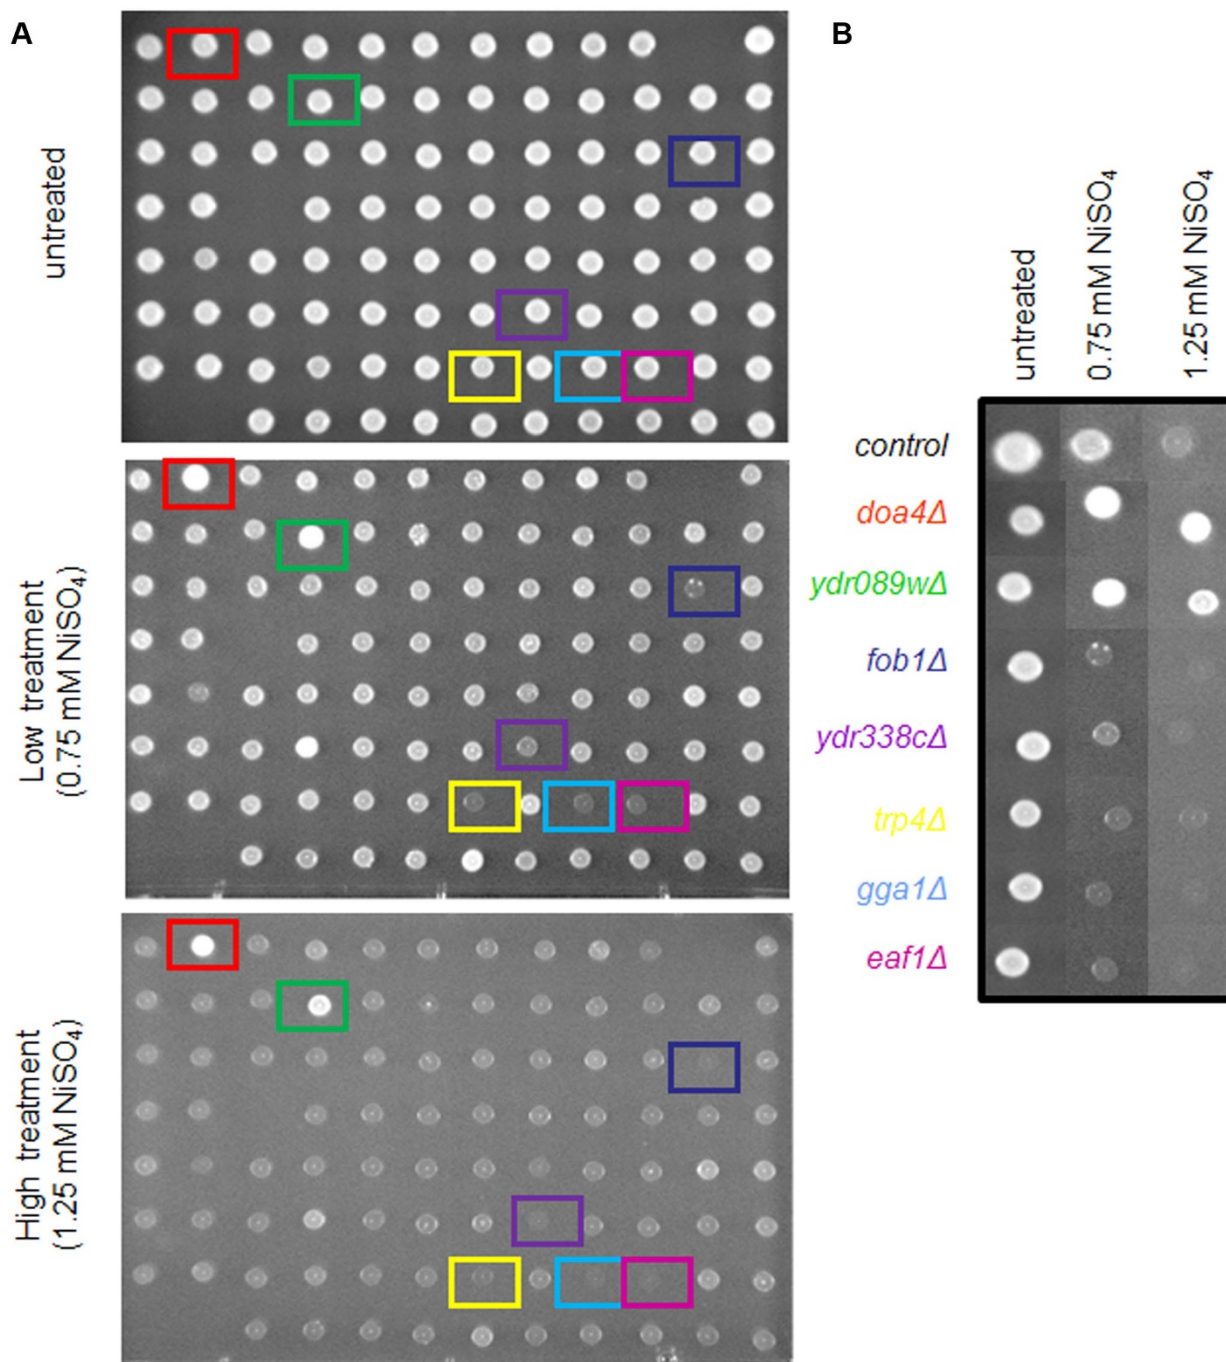 A
B
untreated
Low treatment
(0.75 mM NiSO₄)
High treatment
(1.25 mM NiSO₄)
untreated
0.75 mM NiSO₄
1.25 mM NiSO₄
control
doa4Δ
ydr089wΔ
fob1Δ
ydr338cΔ
trp4Δ
gga1Δ
eaf1Δ